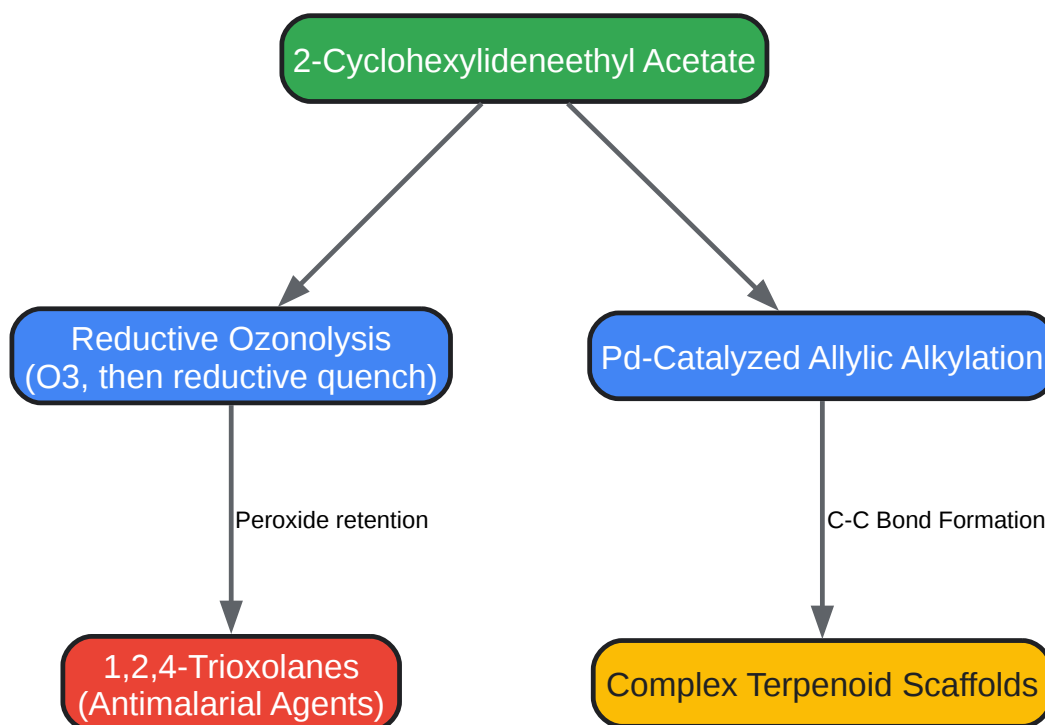 2-Cyclohexylideneethyl Acetate
Reductive Ozonolysis
(O3, then reductive quench)
Pd-Catalyzed Allylic Alkylation
Peroxide retention
C-C Bond Formation
1,2,4-Trioxolanes
(Antimalarial Agents)
Complex Terpenoid Scaffolds